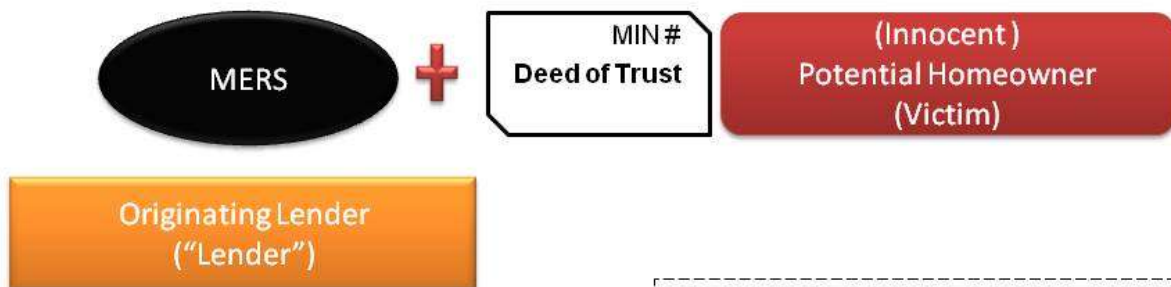 MERS
MIN #
Deed of Trust
(Innocent )
Potential Homeowner
(Victim)
Originating Lender
(“Lender”)